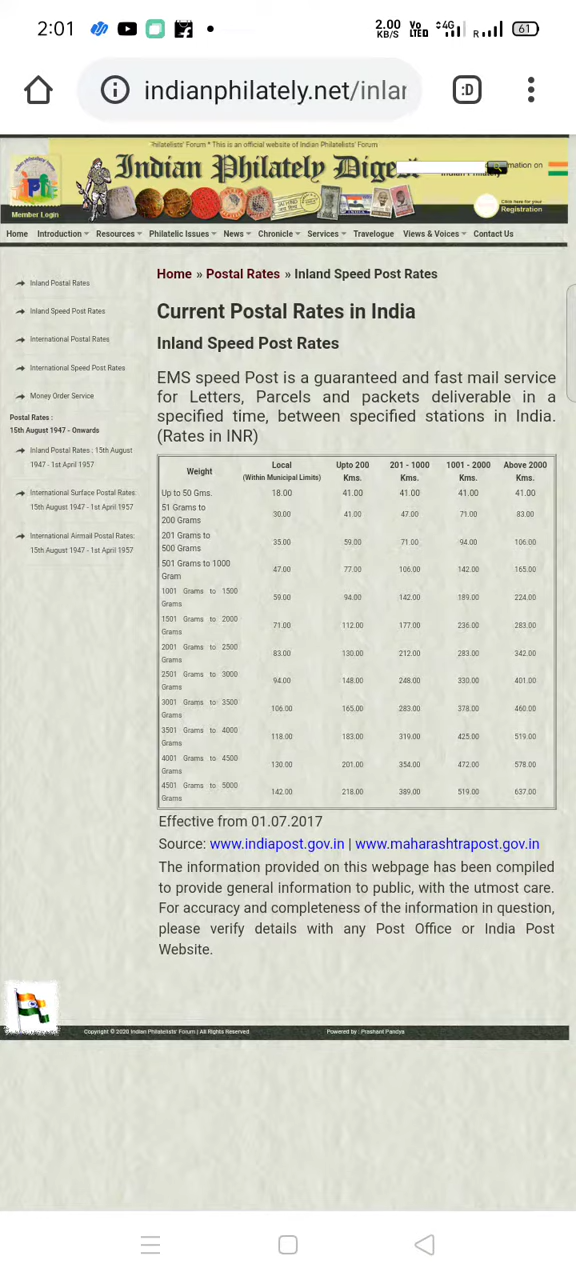 2:01
2.00 KB/S Vo LTE 4G R 61
indianphilately.net/inlar
:D
Philatelists' Forum * This is an official website of Indian Philatelists' Forum
Indian Philately Digest
mation on
Member Login
Click here for your
Registration
Home Introduction Resources Philatelic Issues News Chronicle Services Travelogue Views & Voices Contact Us
Inland Postal Rates
Inland Speed Post Rates
International Postal Rates
International Speed Post Rates
Money Order Service
Postal Rates :
15th August 1947 - Onwards
Inland Postal Rates : 15th August
1947 - 1st April 1957
International Surface Postal Rates:
15th August 1947 - 1st April 1957
International Airmail Postal Rates:
15th August 1947 - 1st April 1957
Home » Postal Rates » Inland Speed Post Rates
Current Postal Rates in India
Inland Speed Post Rates
EMS speed Post is a guaranteed and fast mail service
for Letters, Parcels and packets deliverable in a
specified time, between specified stations in India.
(Rates in INR)
Weight Local (Within Municipal Limits) Upto 200 Kms. 201 - 1000 Kms. 1001 - 2000 Kms. Above 2000 Kms.
Up to 50 Gms. 18.00 41.00 41.00 41.00 41.00
51 Grams to 200 Grams 30.00 41.00 47.00 71.00 83.00
201 Grams to 500 Grams 35.00 59.00 71.00 94.00 106.00
501 Grams to 1000 Gram 47.00 77.00 106.00 142.00 165.00
1001 Grams to 1500 Grams 59.00 94.00 142.00 189.00 224.00
1501 Grams to 2000 Grams 71.00 112.00 177.00 236.00 283.00
2001 Grams to 2500 Grams 83.00 130.00 212.00 283.00 342.00
2501 Grams to 3000 Grams 94.00 148.00 248.00 330.00 401.00
3001 Grams to 3500 Grams 106.00 165.00 283.00 378.00 460.00
3501 Grams to 4000 Grams 118.00 183.00 319.00 425.00 519.00
4001 Grams to 4500 Grams 130.00 201.00 354.00 472.00 578.00
4501 Grams to 5000 Grams 142.00 218.00 389.00 519.00 637.00
Effective from 01.07.2017
Source: www.indiapost.gov.in | www.maharashtrapost.gov.in
The information provided on this webpage has been compiled
to provide general information to public, with the utmost care.
For accuracy and completeness of the information in question,
please verify details with any Post Office or India Post
Website.
Copyright © 2020 Indian Philatelists' Forum | All Rights Reserved
Powered by : Prashant Pandya